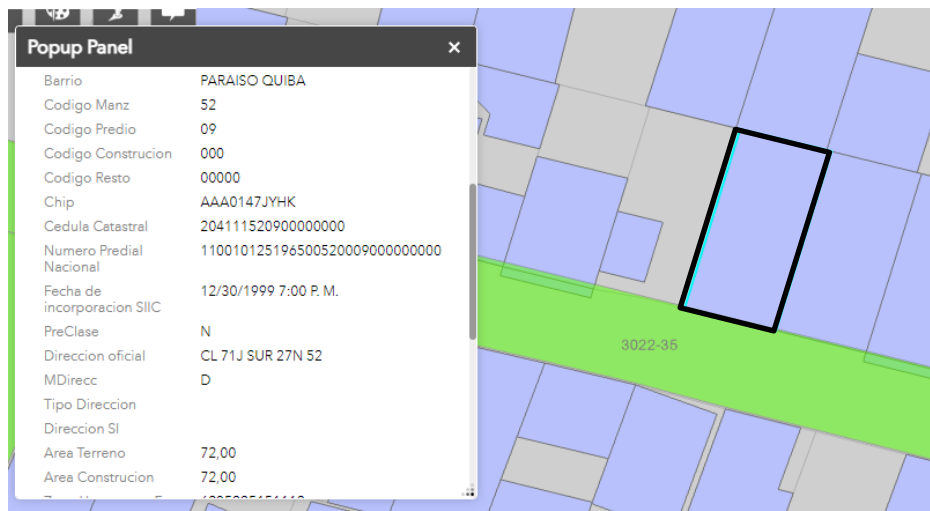 Popup Panel ×
Barrio PARAISO QUIBA
Codigo Manz 52
Codigo Predio 09
Codigo Construcion 000
Codigo Resto 00000
Chip AAA0147JYHK
Cedula Catastral 204111520900000000
Numero Predial 110010125196500520009000000000
Nacional
Fecha de 12/30/1999 7:00 P. M.
incorporacion SIIC
PreClase N
Direccion oficial CL 71J SUR 27N 52
MDirecc D
Tipo Direccion
Direccion SI
Area Terreno 72,00
Area Construcion 72,00
3022-35